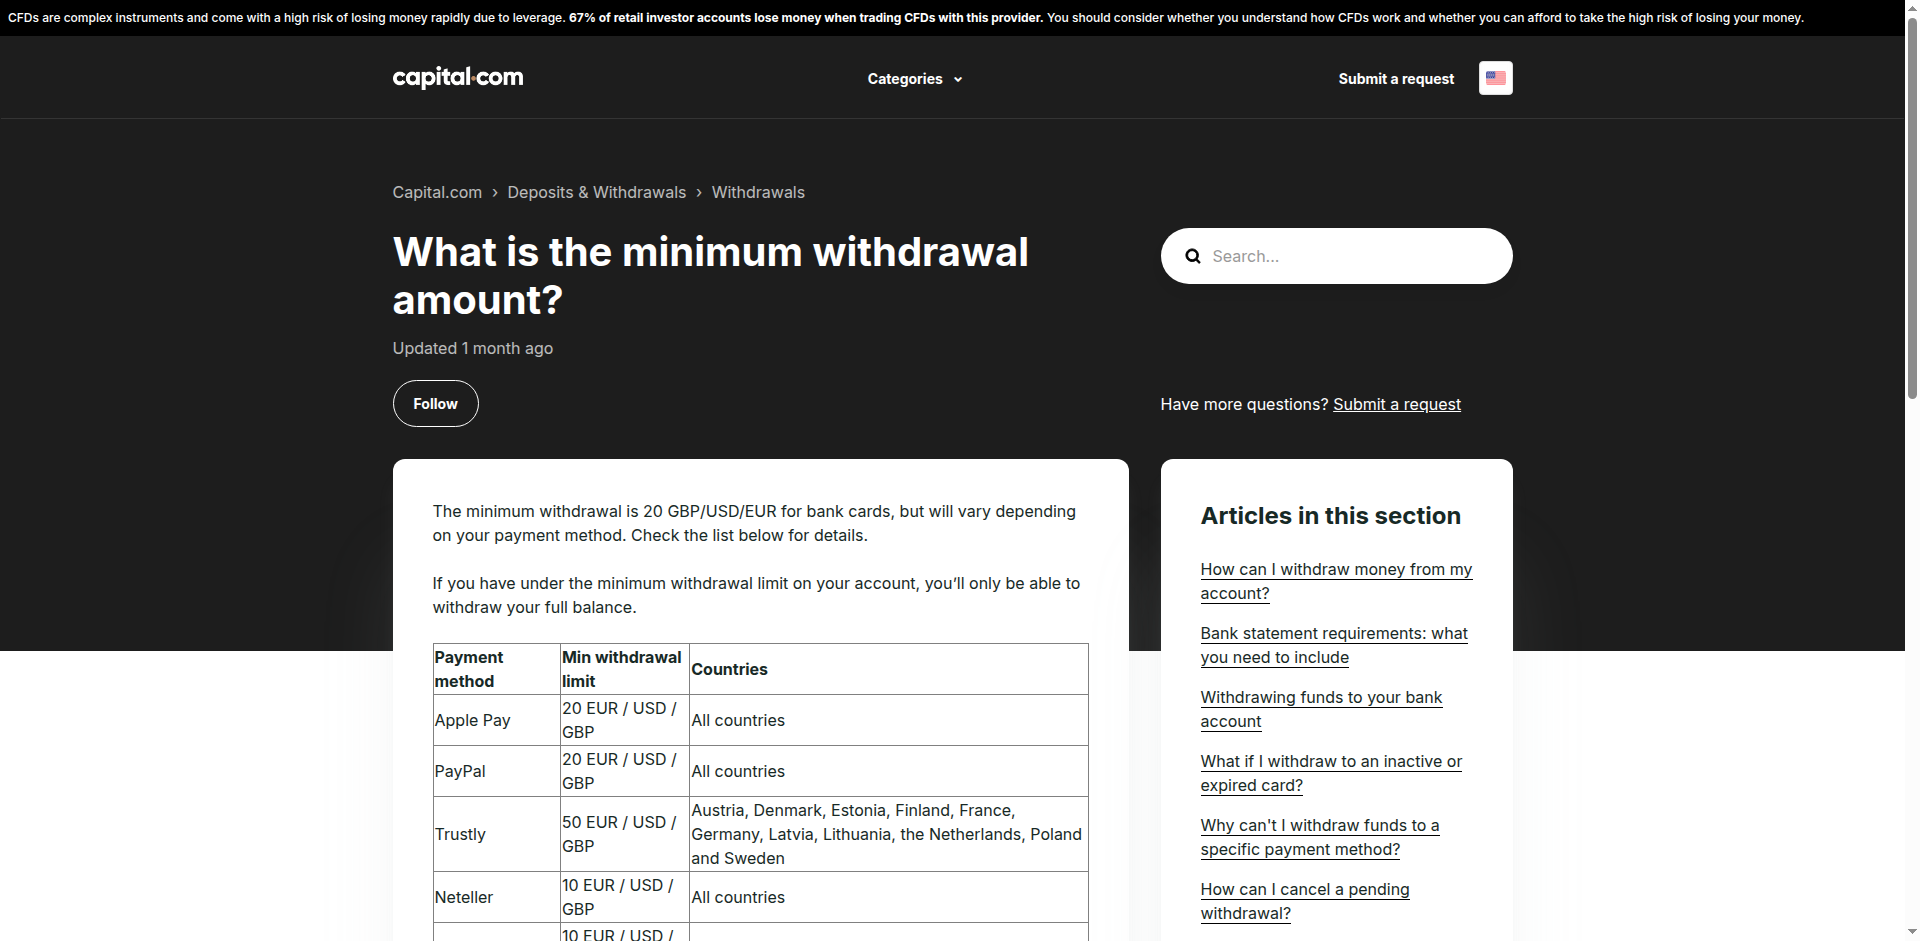 CFDs are complex instruments and come with a high risk of losing money rapidly due to leverage. 67% of retail investor accounts lose money when trading CFDs with this provider. You should consider whether you understand how CFDs work and whether you can afford to take the high risk of losing your money.
capital.com
Categories
Submit a request
Capital.com › Deposits & Withdrawals › Withdrawals
What is the minimum withdrawal
amount?
Search...
Updated 1 month ago
Follow
Have more questions? Submit a request
The minimum withdrawal is 20 GBP/USD/EUR for bank cards, but will vary depending
on your payment method. Check the list below for details.
If you have under the minimum withdrawal limit on your account, you’ll only be able to
withdraw your full balance.
Payment
method
Min withdrawal
limit
Countries
Apple Pay
20 EUR / USD /
GBP
All countries
PayPal
20 EUR / USD /
GBP
All countries
Trustly
50 EUR / USD /
GBP
Austria, Denmark, Estonia, Finland, France,
Germany, Latvia, Lithuania, the Netherlands, Poland
and Sweden
Neteller
10 EUR / USD /
GBP
All countries
10 EUR / USD /
Articles in this section
How can I withdraw money from my
account?
Bank statement requirements: what
you need to include
Withdrawing funds to your bank
account
What if I withdraw to an inactive or
expired card?
Why can't I withdraw funds to a
specific payment method?
How can I cancel a pending
withdrawal?